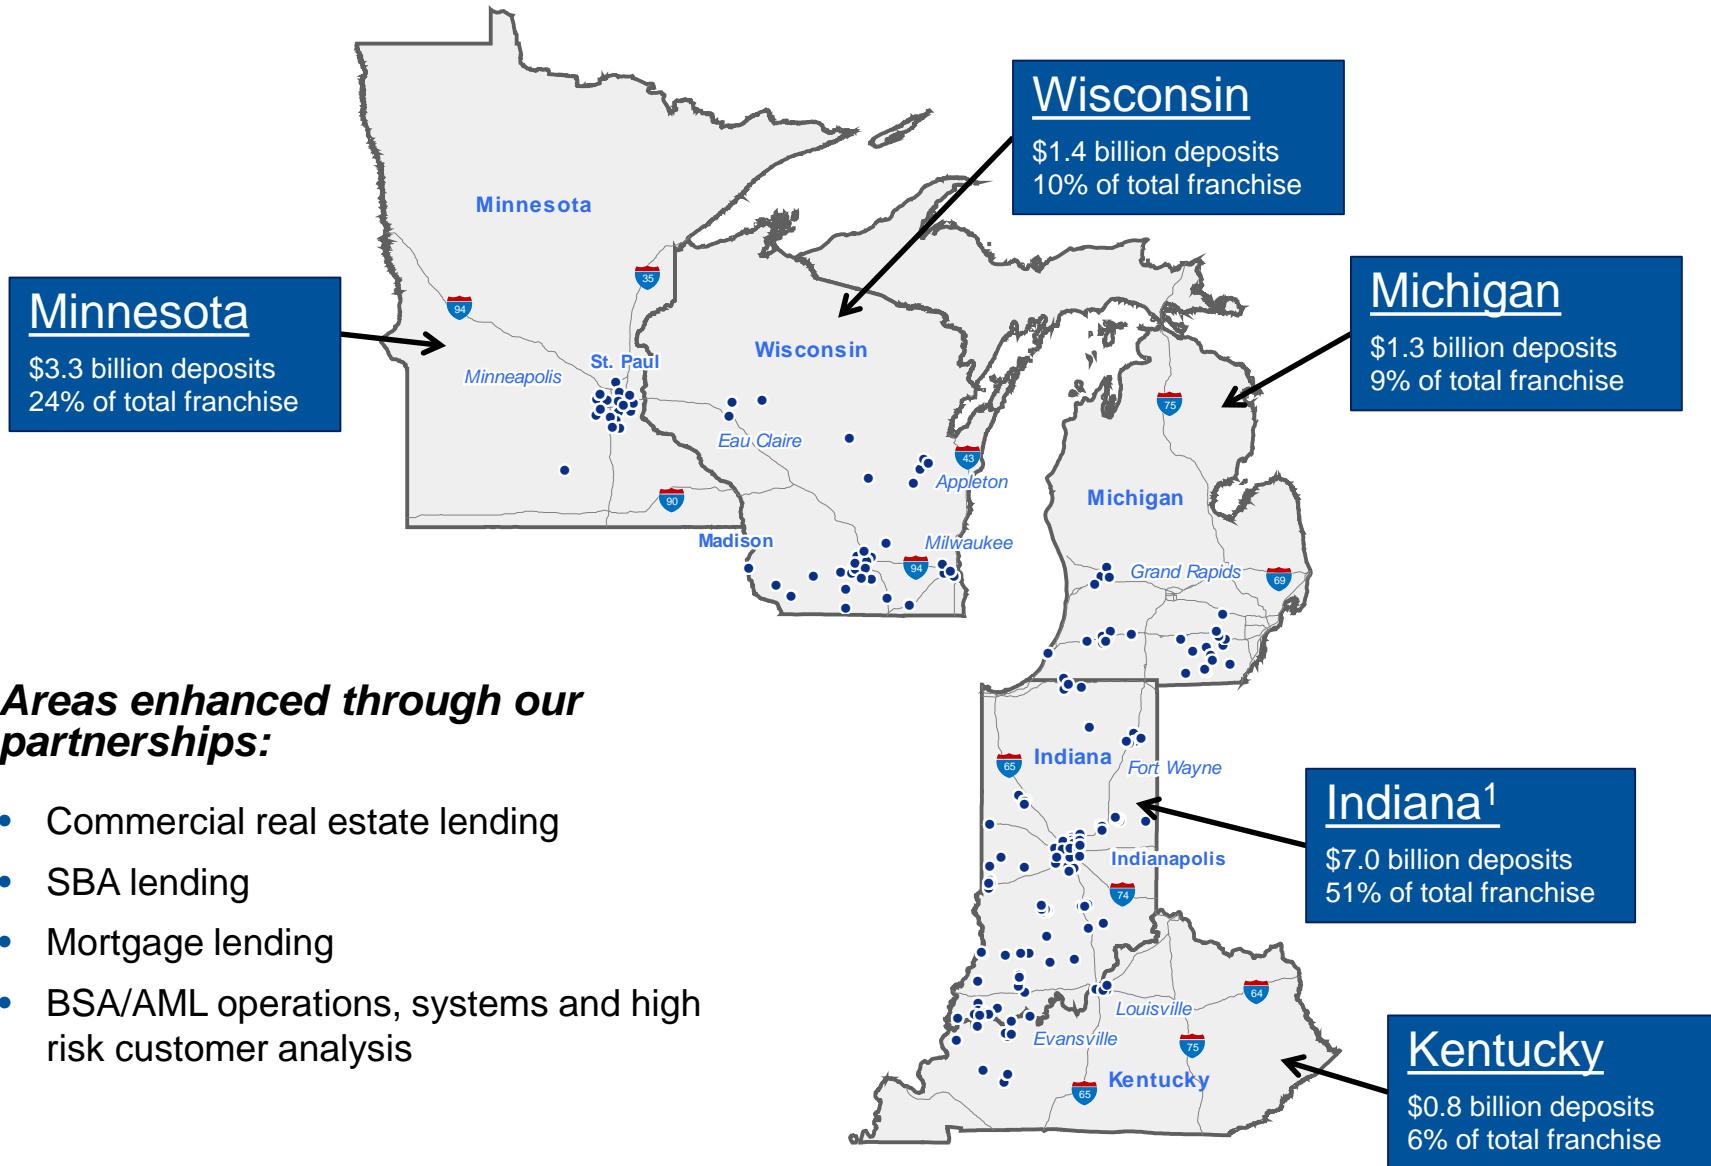 Wisconsin
$1.4 billion deposits
10% of total franchise
Minnesota
35
Michigan
$1.3 billion deposits
9% of total franchise
Minnesota
$3.3 billion deposits
24% of total franchise
94
Wisconsin
St. Paul
Minneapolis
75
Eau Claire
43
Appleton
Michigan
90
Madison
Milwaukee
94
Grand Rapids
69
Areas enhanced through our
partnerships:
• Commercial real estate lending
• SBA lending
• Mortgage lending
• BSA/AML operations, systems and high
risk customer analysis
Indiana
65
Fort Wayne
Indiana¹
$7.0 billion deposits
51% of total franchise
Indianapolis
74
64
Louisville
Evansville
75
Kentucky
65
Kentucky
$0.8 billion deposits
6% of total franchise